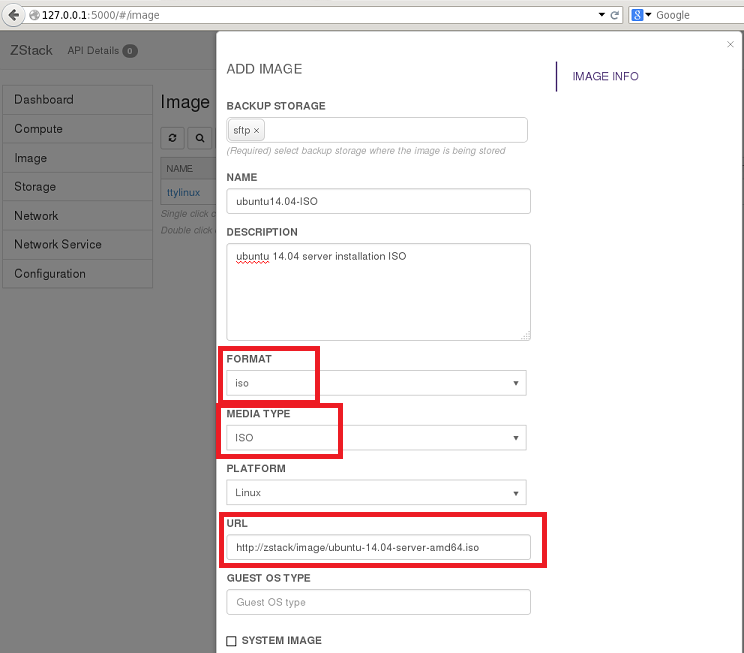 127.0.0.1:5000/#/image
Google
ZStack API Details 0
Dashboard
Compute
Image
Storage
Network
Network Service
Configuration
Image
NAME
ttylinux
Single click
Double click
×
ADD IMAGE
IMAGE INFO
BACKUP STORAGE
sftp ×
(Required) select backup storage where the image is being stored
NAME
ubuntu14.04-ISO
DESCRIPTION
ubuntu 14.04 server installation ISO
FORMAT
iso
MEDIA TYPE
ISO
PLATFORM
Linux
URL
http://zstack/image/ubuntu-14.04-server-amd64.iso
GUEST OS TYPE
Guest OS type
SYSTEM IMAGE